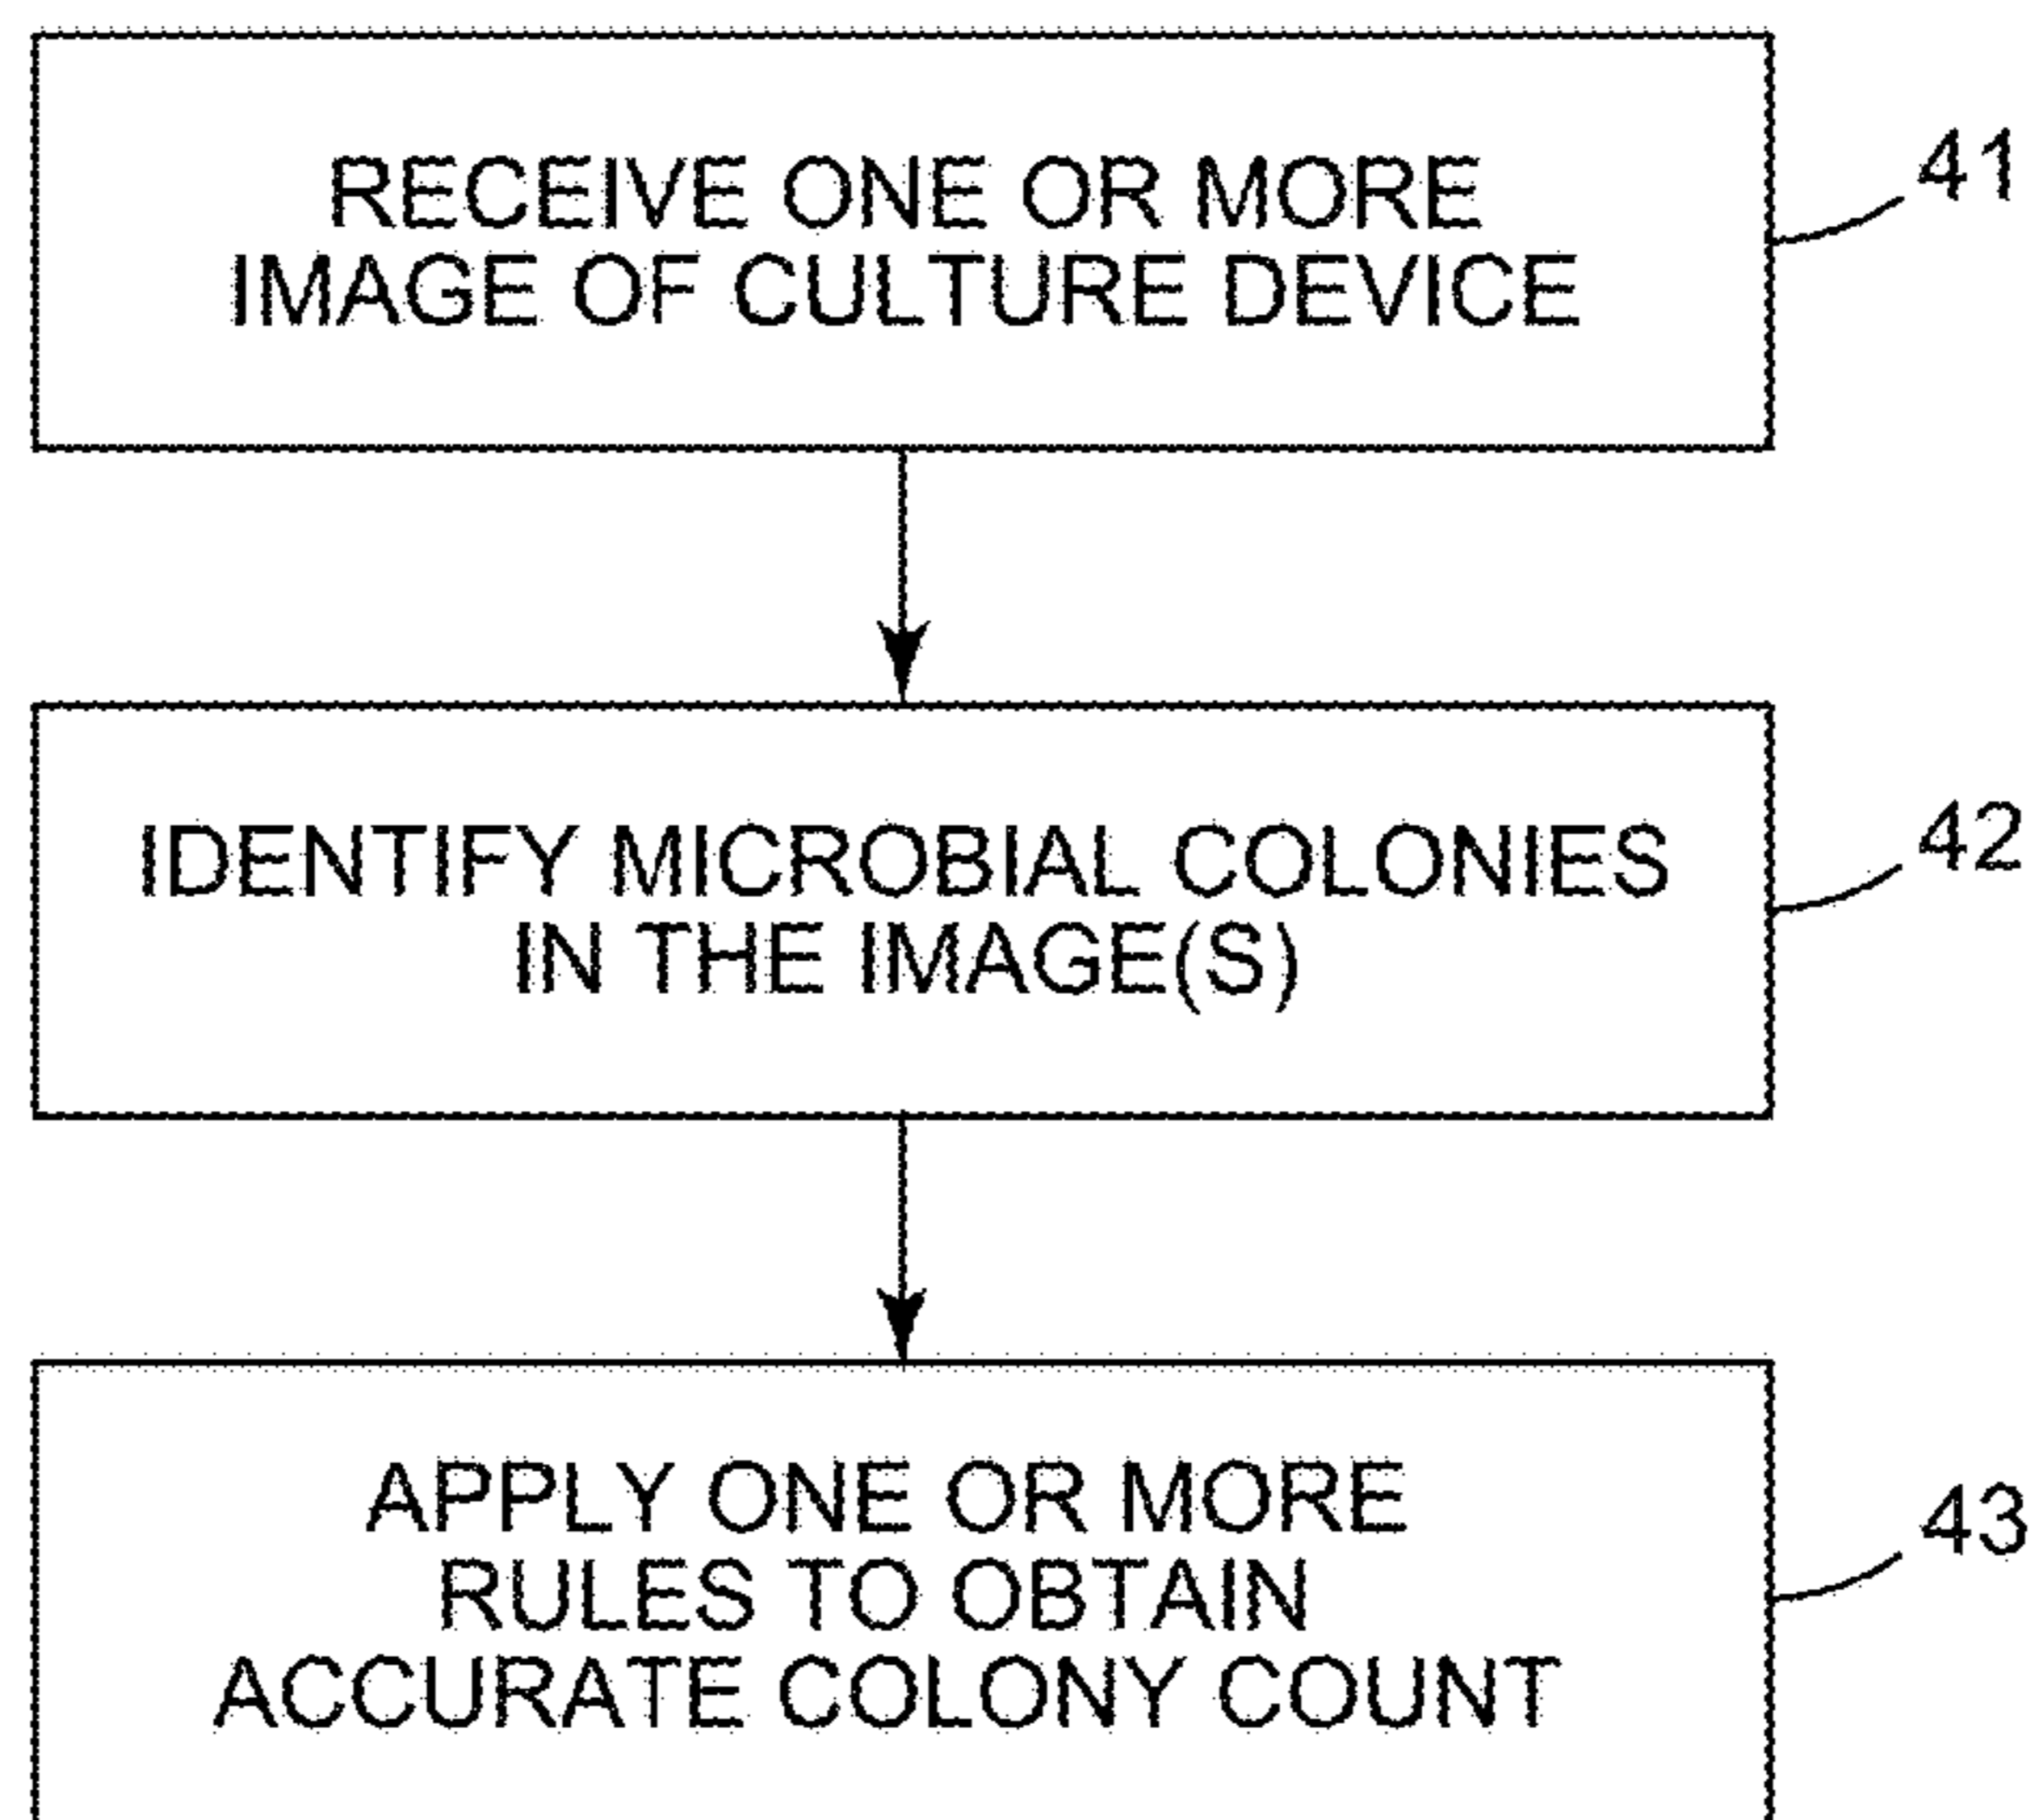 RECEIVE ONE OR MORE
IMAGE OF CULTURE DEVICE
41
IDENTIFY MICROBIAL COLONIES
IN THE IMAGE(S)
42
APPLY ONE OR MORE
RULES TO OBTAIN
ACCURATE COLONY COUNT
43